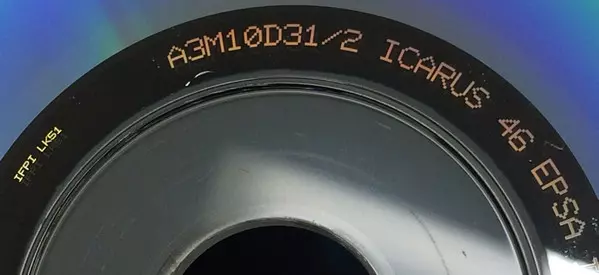 IFPI LK51
A3M10D31/2 ICARUS 46 EPSA